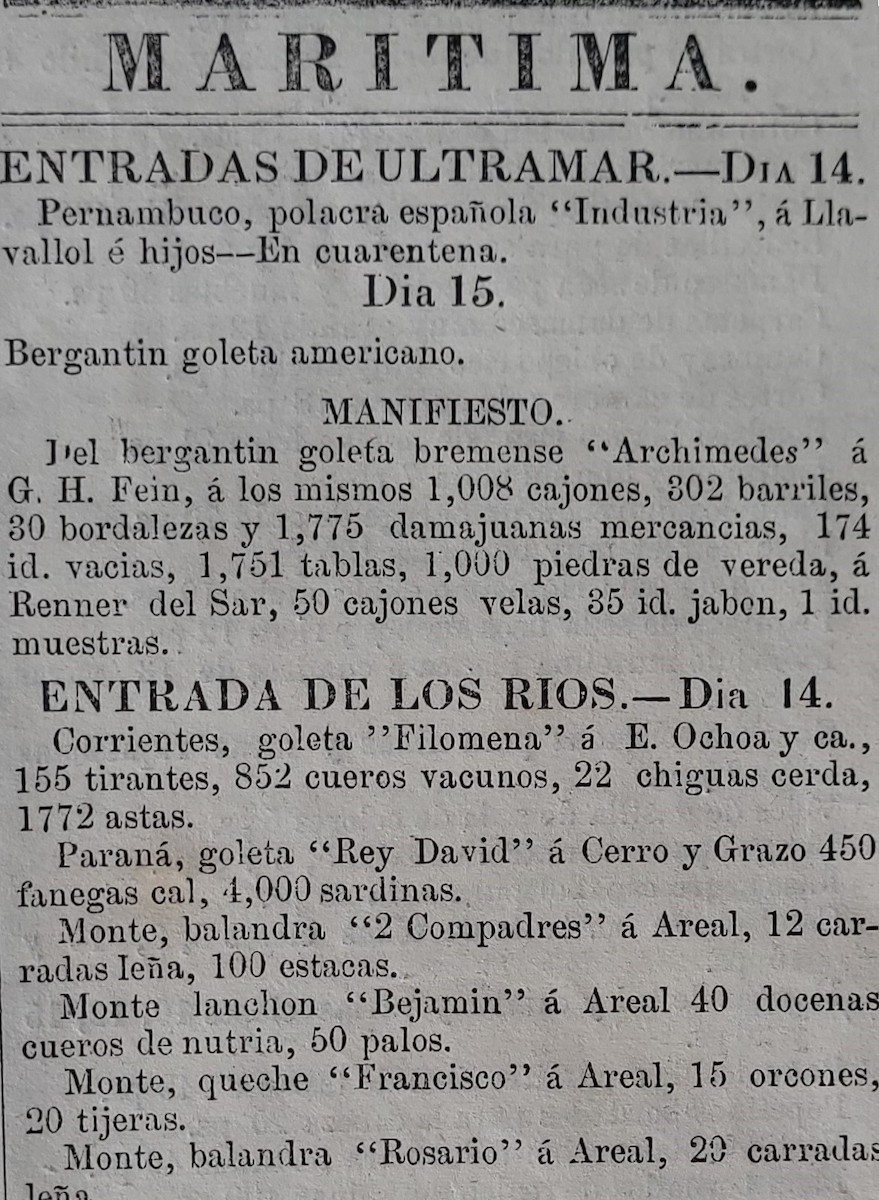 MARITIMA.
ENTRADAS DE ULTRAMAR.—DIA 14.
Pernambuco, polacra española “Industria”, á Lla-
vallol é hijos--En cuarentena.
Dia 15.
Bergantin goleta americano.
MANIFIESTO.
Del bergantin goleta bremense “Archimedes” á
G. H. Fein, á los mismos 1,008 cajones, 302 barriles,
30 bordalezas y 1,775 damajuanas mercancias, 174
id. vacias, 1,751 tablas, 1,000 piedras de vereda, á
Renner del Sar, 50 cajones velas, 35 id. jabon, 1 id.
muestras.
ENTRADA DE LOS RIOS.—Dia 14.
Corrientes, goleta ”Filomena” á E. Ochoa y ca.,
155 tirantes, 852 cueros vacunos, 22 chiguas cerda,
1772 astas.
Paraná, goleta “Rey David” á Cerro y Grazo 450
fanegas cal, 4,000 sardinas.
Monte, balandra “2 Compadres” á Areal, 12 car-
radas leña, 100 estacas.
Monte lanchon “Bejamin” á Areal 40 docenas
cueros de nutria, 50 palos.
Monte, queche “Francisco” á Areal, 15 orcones,
20 tijeras.
Monte, balandra “Rosario” á Areal, 20 carradas
leña